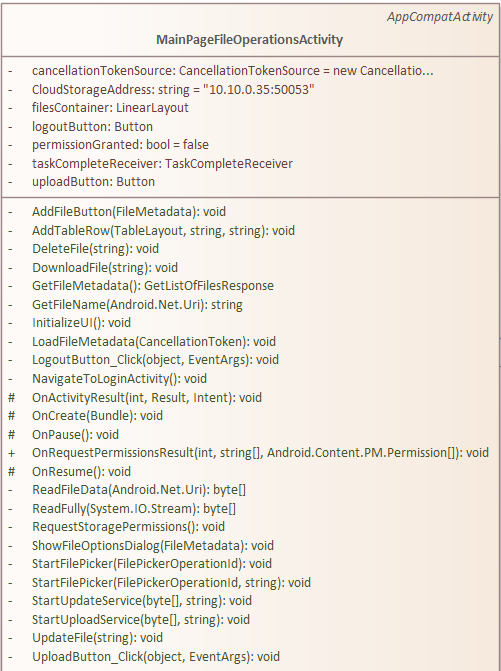 AppCompatActivity
MainPageFileOperationsActivity
- cancellationTokenSource: CancellationTokenSource = new Cancellatio...
- CloudStorageAddress: string = "10.10.0.35:50053"
- filesContainer: LinearLayout
- logoutButton: Button
- permissionGranted: bool = false
- taskCompleteReceiver: TaskCompleteReceiver
- uploadButton: Button
- AddFileButton(FileMetadata): void
- AddTableRow(TableLayout, string, string): void
- DeleteFile(string): void
- DownloadFile(string): void
- GetFileMetadata(): GetListOfFilesResponse
- GetFileName(Android.Net.Uri): string
- InitializeUI(): void
- LoadFileMetadata(CancellationToken): void
- LogoutButton_Click(object, EventArgs): void
- NavigateToLoginActivity(): void
# OnActivityResult(int, Result, Intent): void
# OnCreate(Bundle): void
# OnPause(): void
+ OnRequestPermissionsResult(int, string[], Android.Content.PM.Permission[]): void
# OnResume(): void
- ReadFileData(Android.Net.Uri): byte[]
- ReadFully(System.IO.Stream): byte[]
- RequestStoragePermissions(): void
- ShowFileOptionsDialog(FileMetadata): void
- StartFilePicker(FilePickerOperationId): void
- StartFilePicker(FilePickerOperationId, string): void
- StartUpdateService(byte[], string): void
- StartUploadService(byte[], string): void
- UpdateFile(string): void
- UploadButton_Click(object, EventArgs): void